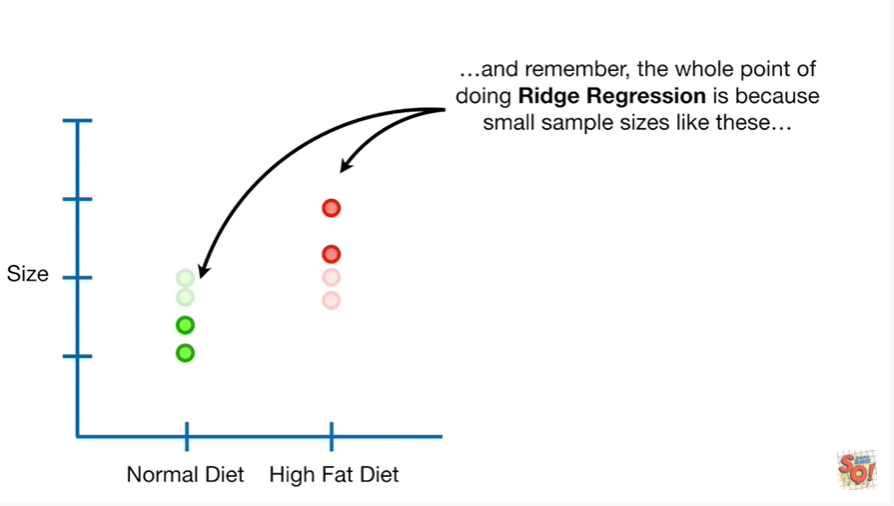 …and remember, the whole point of
doing Ridge Regression is because
small sample sizes like these…
Size
Normal Diet High Fat Diet
SQ!